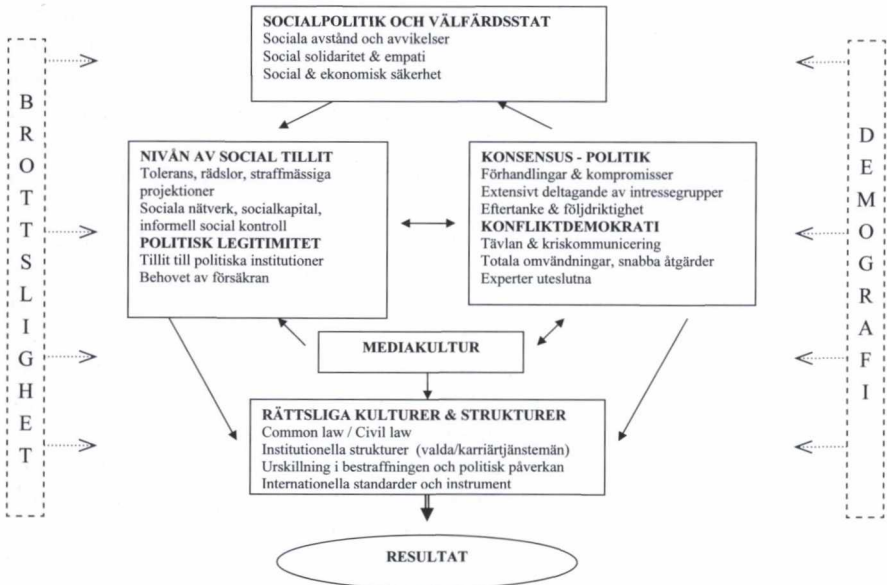 SOCIALPOLITIK OCH VÄLFÄRDSSTAT
Sociala avstånd och avvikelser
Social solidaritet & empati
Social & ekonomisk säkerhet
BROTTSLIGHET
NIVÅN AV SOCIAL TILLIT
Tolerans, rädslor, straffmässiga
projektioner
Sociala nätverk, socialkapital,
informell social kontroll
POLITISK LEGITIMITET
Tillit till politiska institutioner
Behovet av försäkran
KONSENSUS - POLITIK
Förhandlingar & kompromisser
Extensivt deltagande av intressegrupper
Eftertanke & följdriktighet
KONFLIKTDEMOKRATI
Tävlan & kriskommunicering
Totala omvändningar, snabba åtgärder
Experter uteslutna
DEMOGRAFI
MEDIAKULTUR
RÄTTSLIGA KULTURER & STRUKTURER
Common law / Civil law
Institutionella strukturer (valda/karriärtjänstemän)
Urskillning i bestraffningen och politisk påverkan
Internationella standarder och instrument
RESULTAT